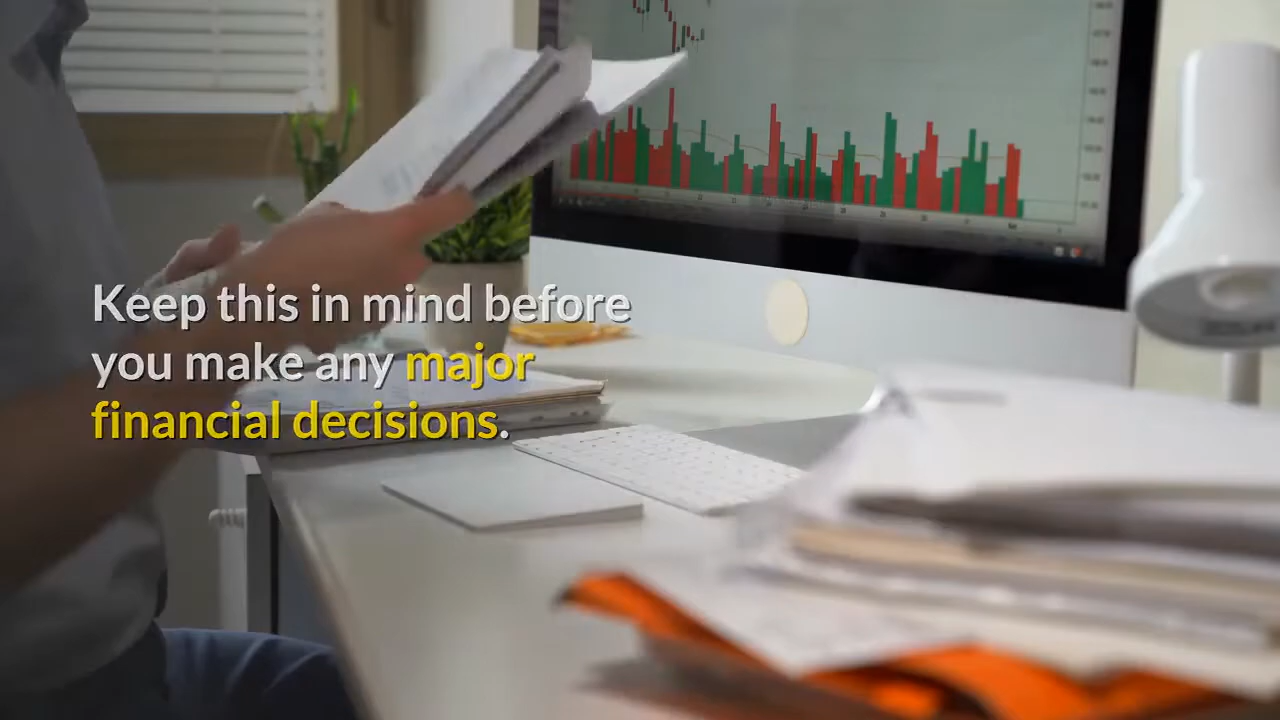 Keep this in mind before
you make any major
financial decisions.